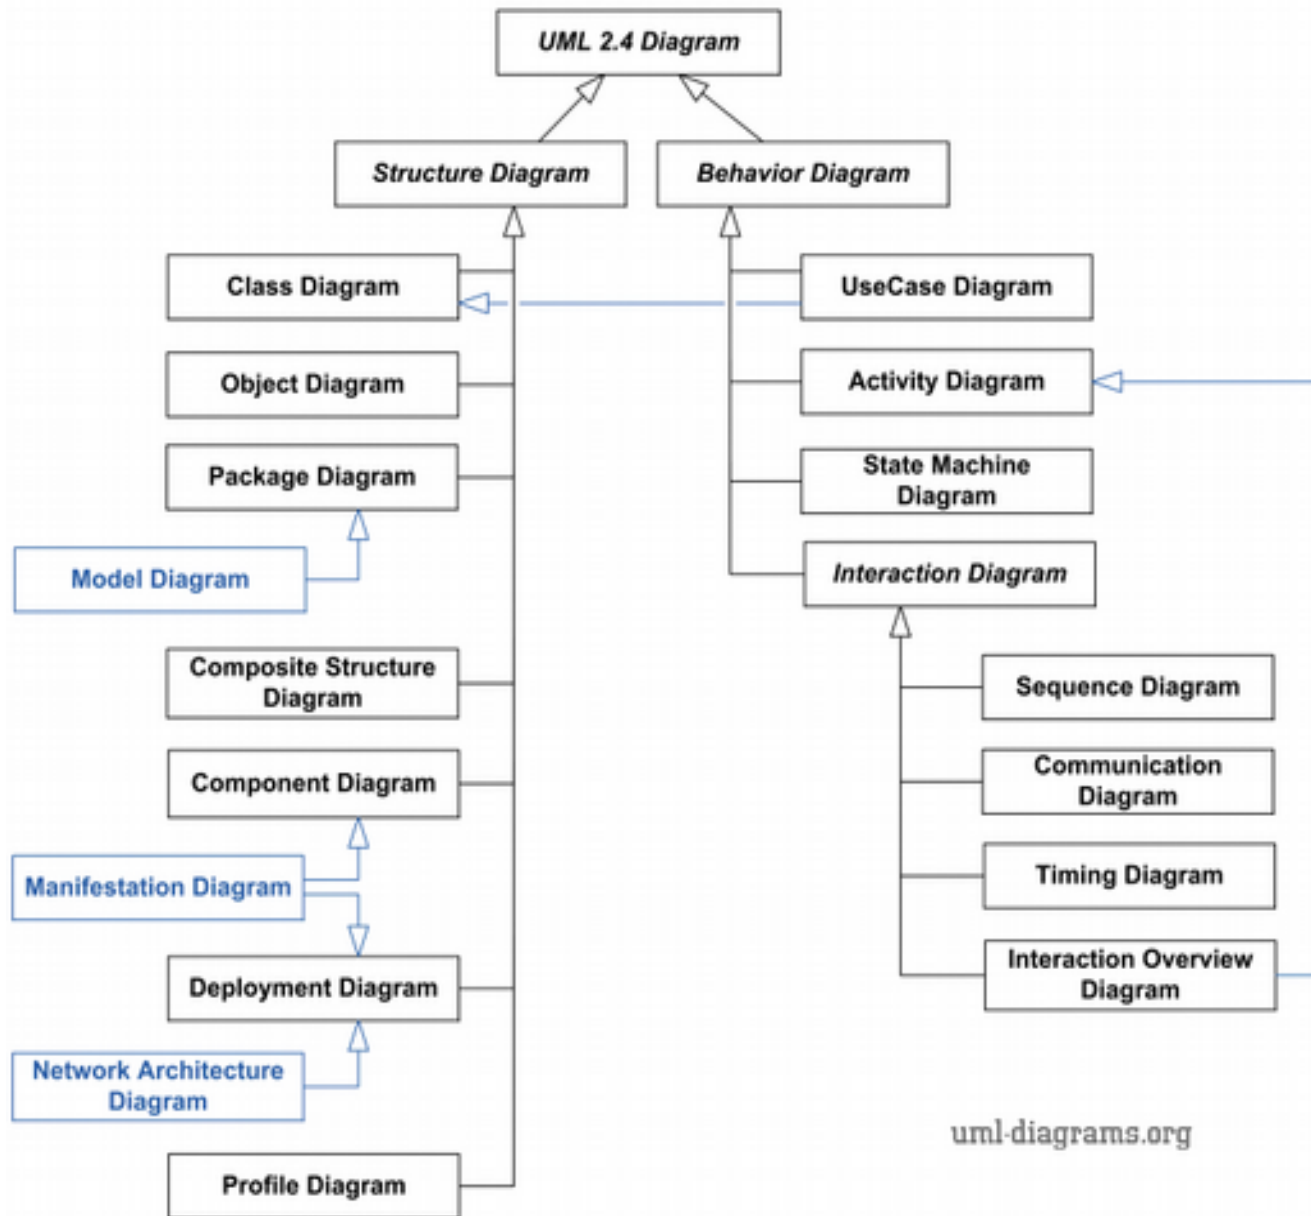 UML 2.4 Diagram
Structure Diagram
Behavior Diagram
Class Diagram
UseCase Diagram
Object Diagram
Activity Diagram
Package Diagram
State Machine
Diagram
Model Diagram
Interaction Diagram
Composite Structure
Diagram
Sequence Diagram
Component Diagram
Communication
Diagram
Manifestation Diagram
Timing Diagram
Deployment Diagram
Interaction Overview
Diagram
Network Architecture
Diagram
uml-diagrams.org
Profile Diagram